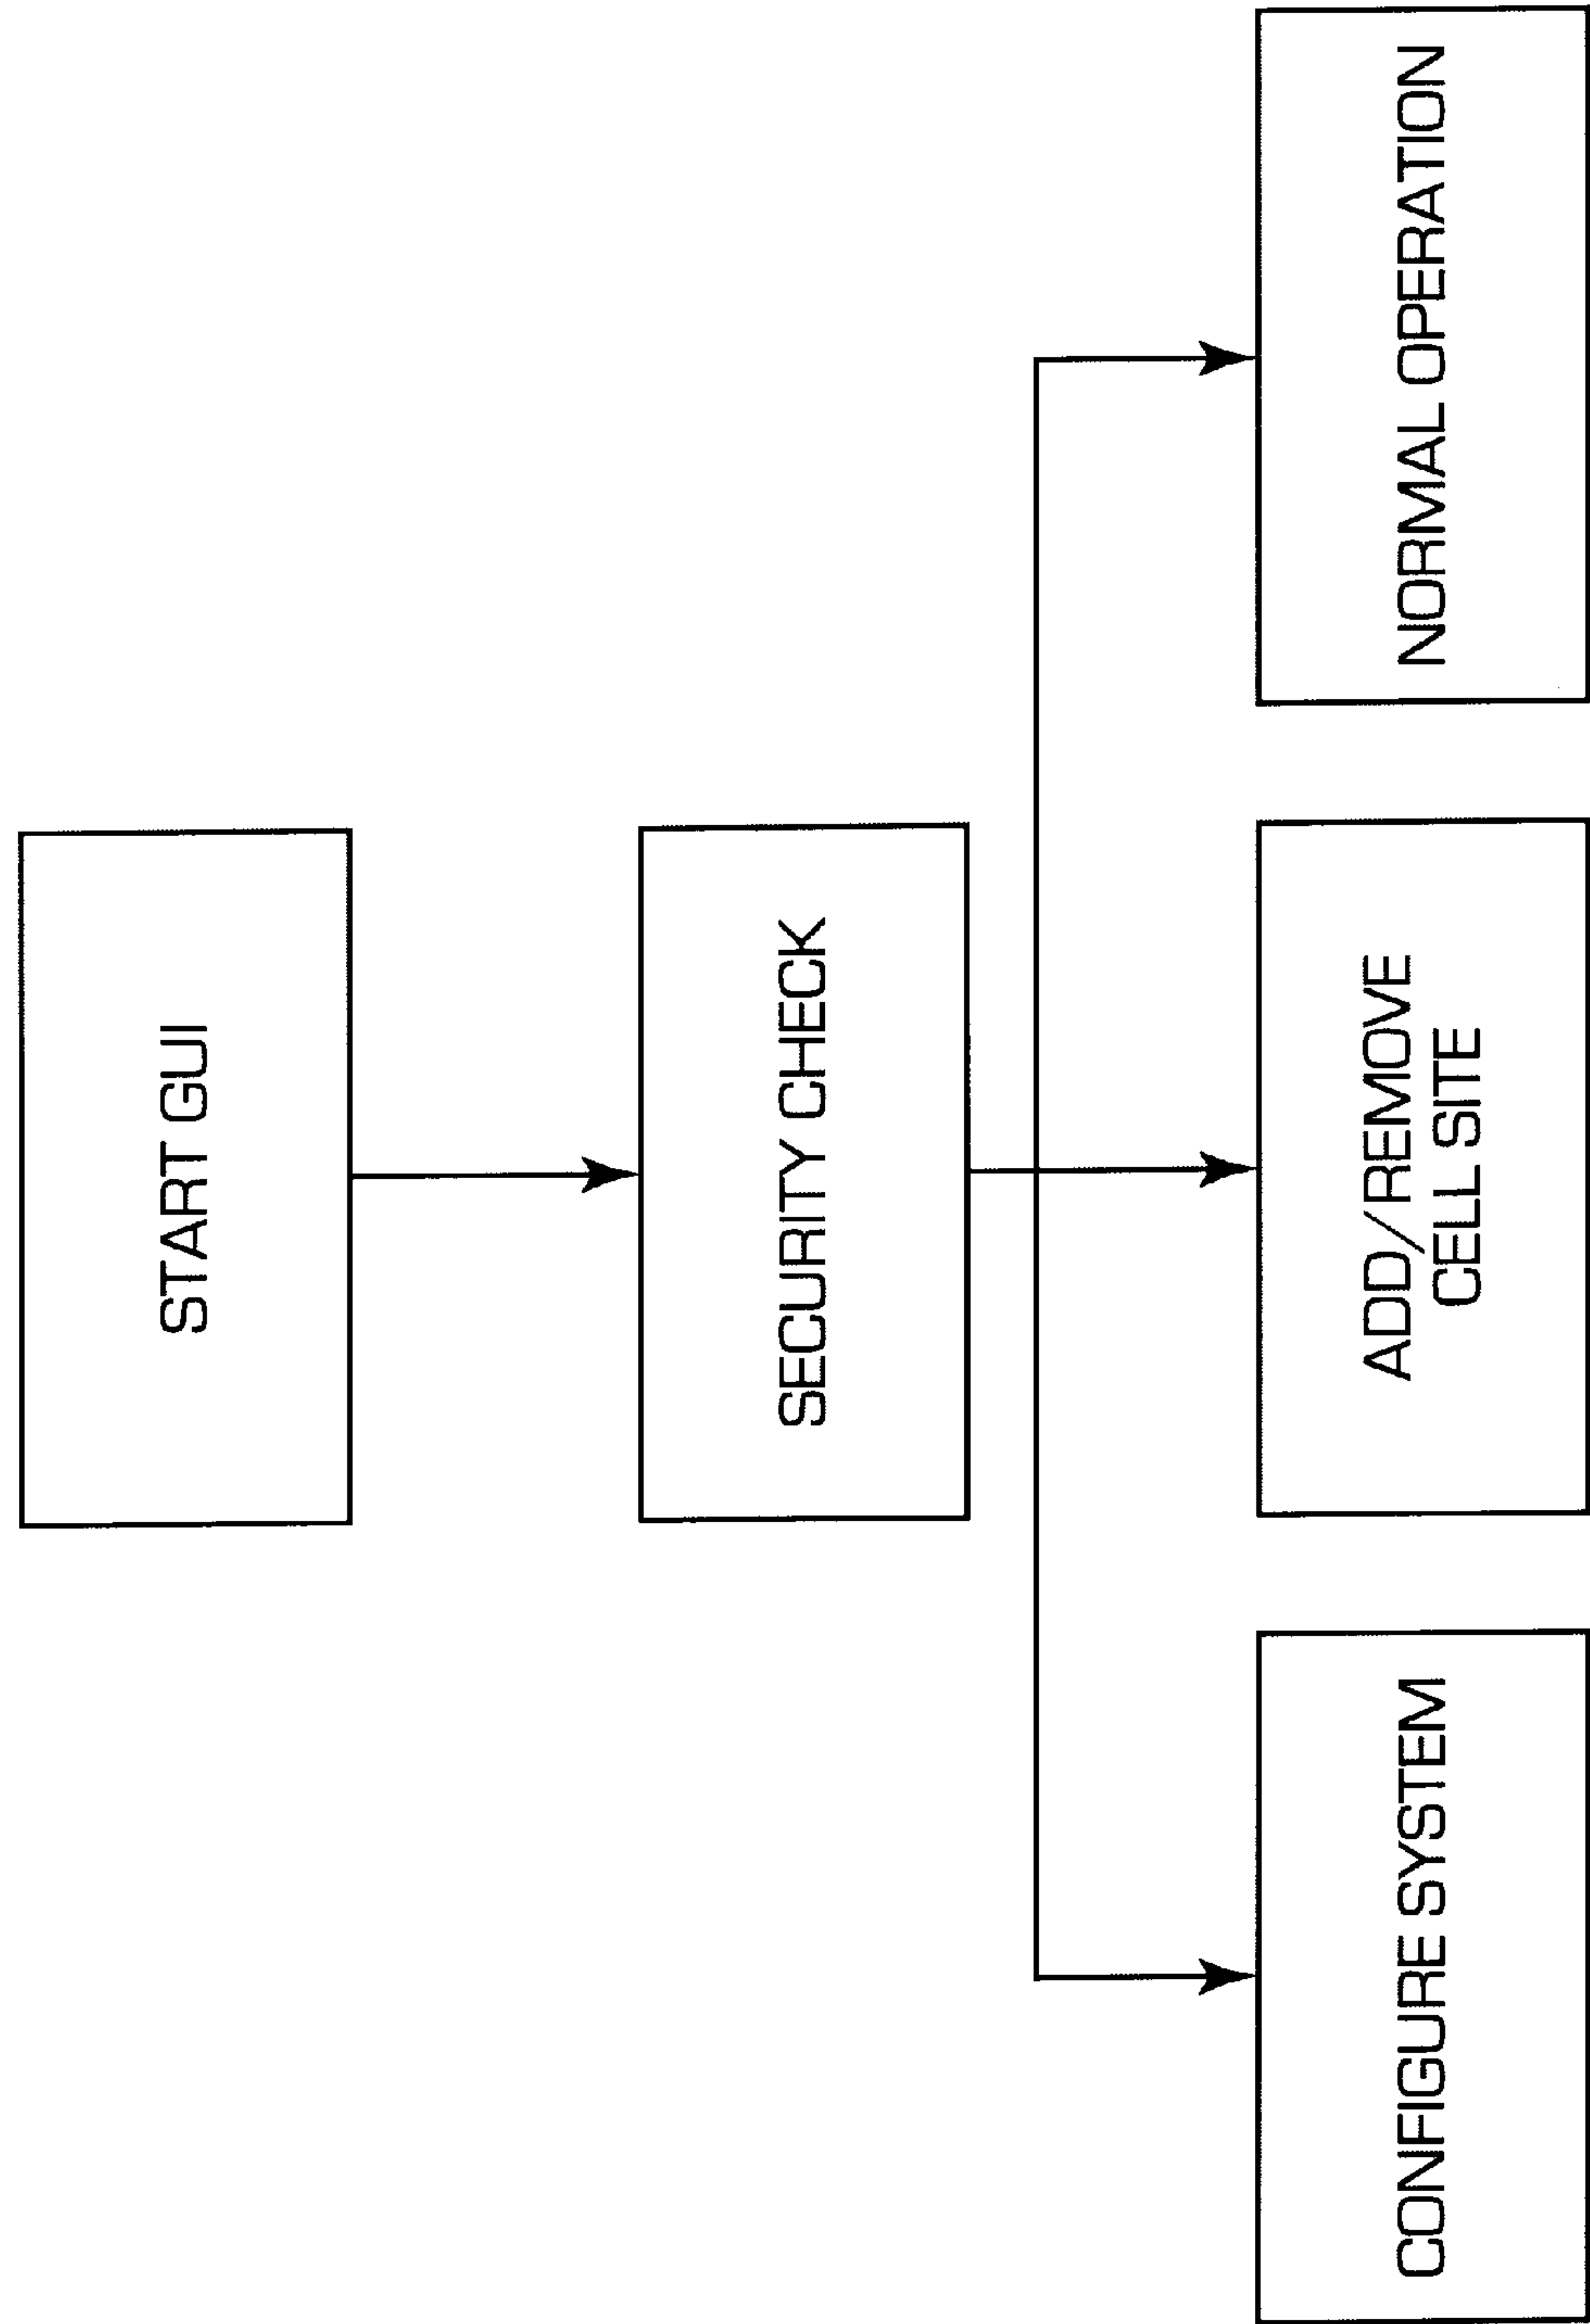 START GUI
SECURITY CHECK
CONFIGURE SYSTEM
ADD/REMOVE
CELL SITE
NORMAL OPERATION